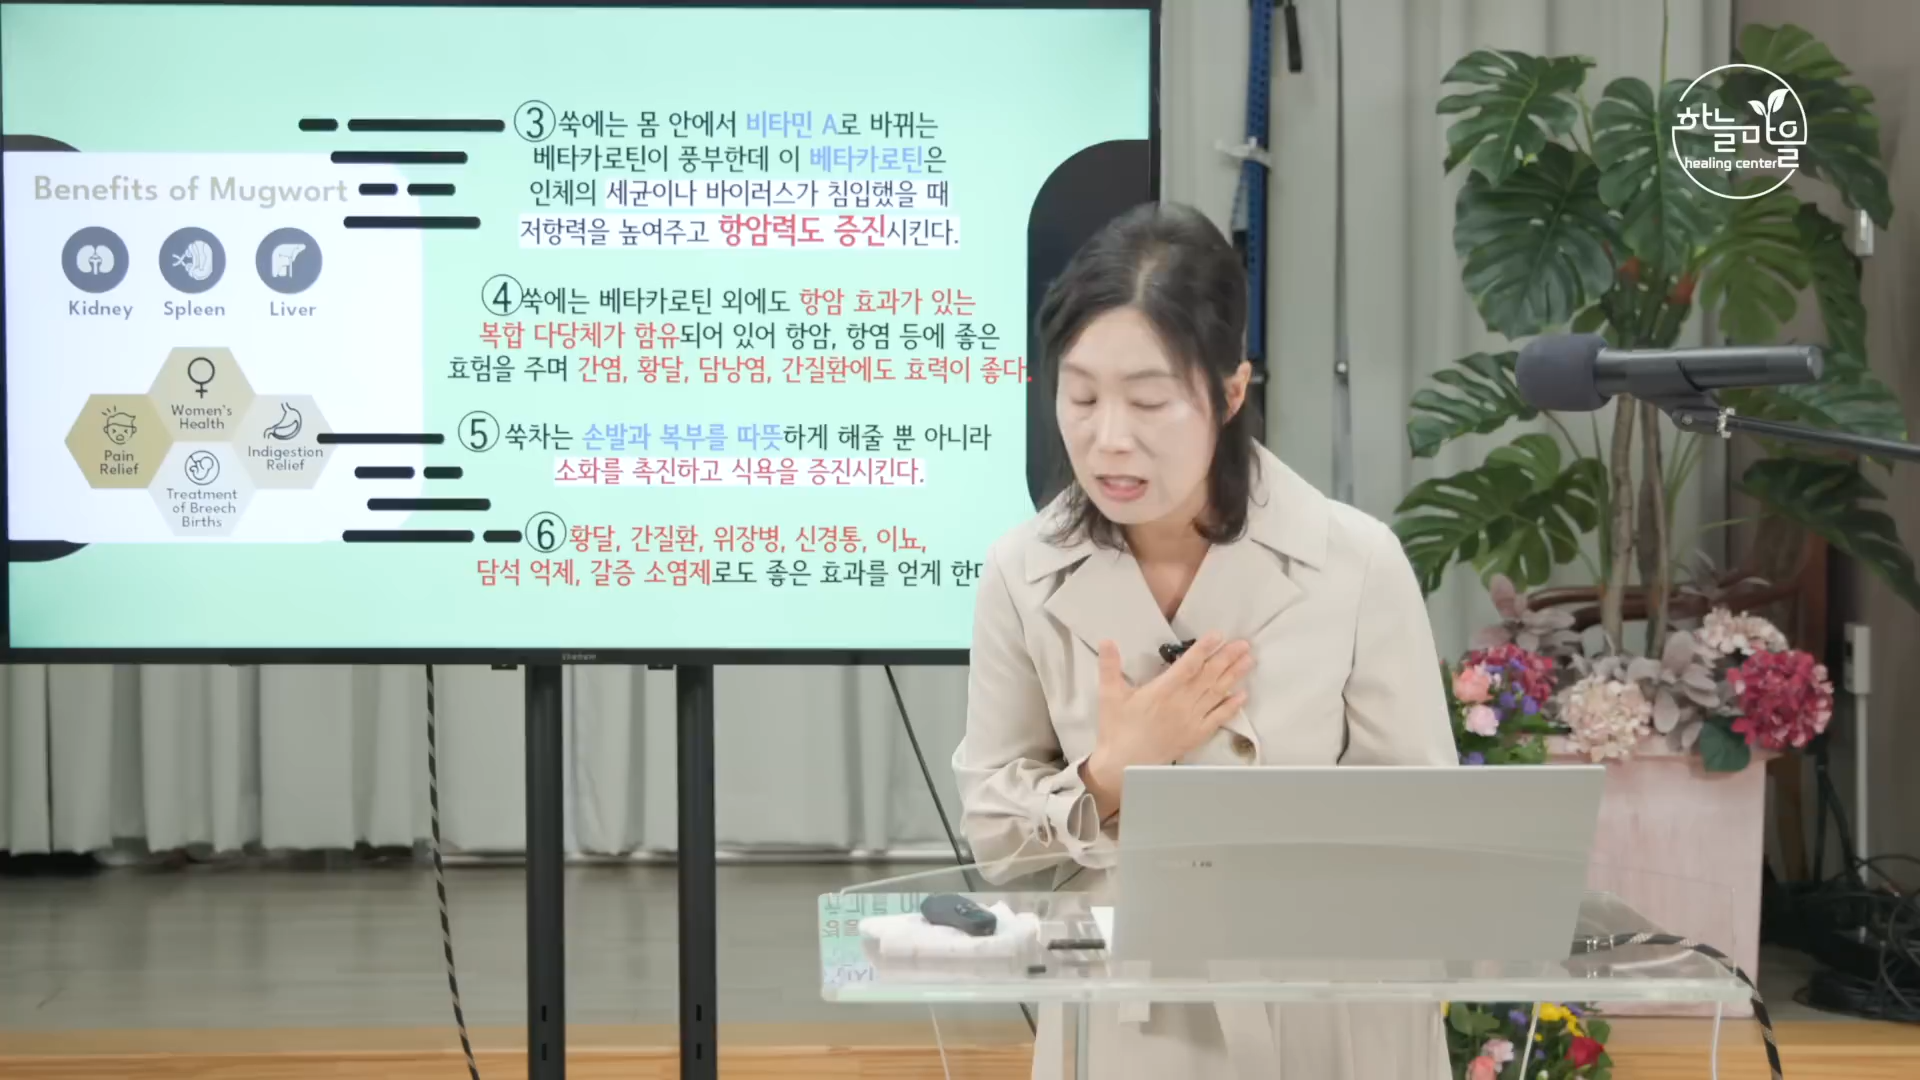 ③ 쑥에는 몸 안에서 비타민 A로 바뀌는
베타카로틴이 풍부한데 이 베타카로틴은
인체의 세균이나 바이러스가 침입했을 때
저항력을 높여주고 항암력도 증진시킨다.
④ 쑥에는 베타카로틴 외에도 항암 효과가 있는
복합 다당체가 함유되어 있어 항암, 항염 등에 좋은
효험을 주며 간염, 황달, 담낭염, 간질환에도 효력이 좋다.
⑤ 쑥차는 손발과 복부를 따뜻하게 해줄 뿐 아니라
소화를 촉진하고 식욕을 증진시킨다.
⑥ 황달, 간질환, 위장병, 신경통, 이뇨,
담석 억제, 갈증 소염제로도 좋은 효과를 얻게
Benefits of Mugwort
Kidney
Spleen
Liver
Women's
Health
Pain
Relief
Indigestion
Relief
Treatment
of Breech
Births
하늘마을
healing center